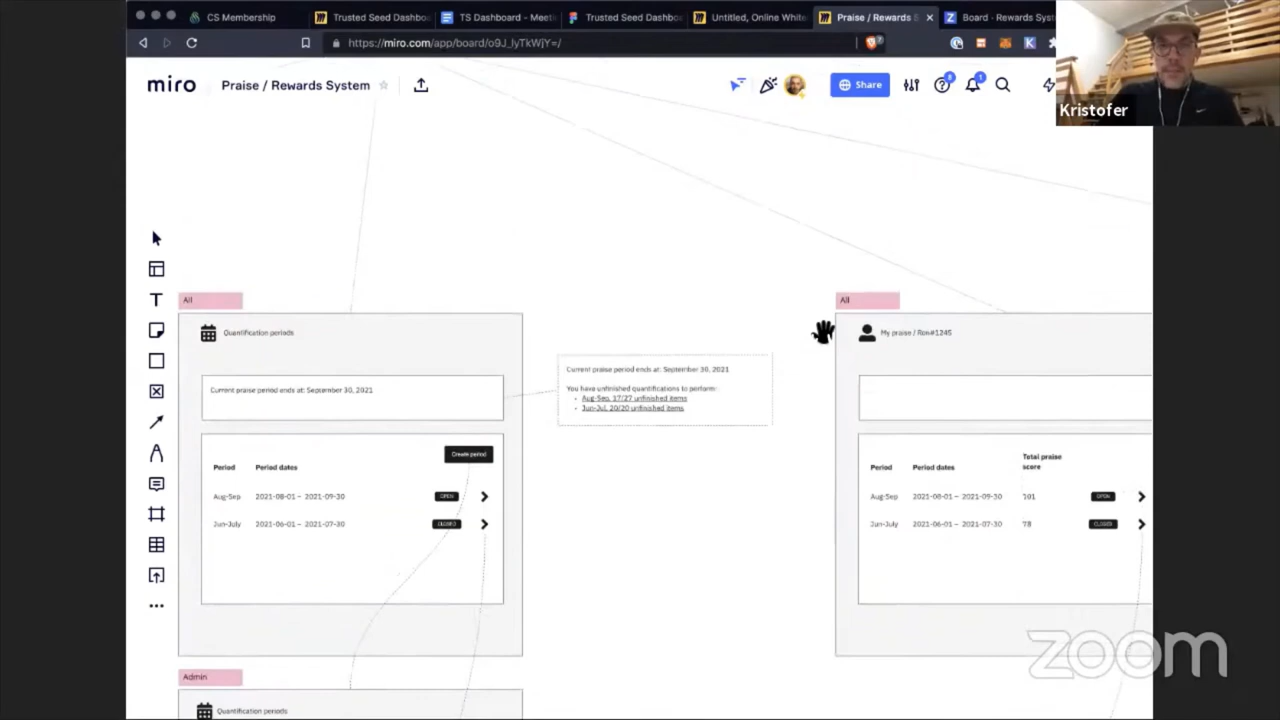 CS Membership
Trusted Seed Dashbo
TS Dashboard - Meeti
Trusted Seed Dashbo
Untitled, Online White
Praise / Rewards S
Board - Rewards Syst
https://miro.com/app/board/o9J_lyTkWjY=/
miro
Praise / Rewards System
Share
Kristofer
All
Quantification periods
Current praise period ends at: September 30, 2021
Period Period dates
Create period
Aug-Sep 2021-08-01 – 2021-09-30 OPEN
Jun-July 2021-06-01 – 2021-07-30 CLOSED
Current praise period ends at: September 30, 2021
You have unfinished quantifications to perform:
• Aug-Sep, 17/27 unfinished items
• Jun-Jul, 20/20 unfinished items
All
My praise / Ron#1245
Period Period dates Total praise
score
Aug-Sep 2021-08-01 – 2021-09-30 101 OPEN
Jun-July 2021-06-01 – 2021-07-30 78 CLOSED
Admin
Quantification periods
zoom